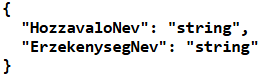 {
  "HozzavaloNev": "string",
  "ErzekenysegNev": "string"
}